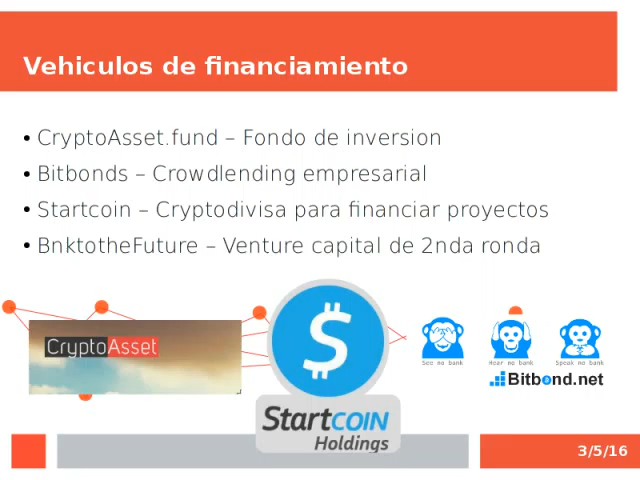 Vehiculos de financiamiento
• CryptoAsset.fund – Fondo de inversion
• Bitbonds – Crowdlending empresarial
• Startcoin – Cryptodivisa para financiar proyectos
• BnktotheFuture – Venture capital de 2nda ronda
CryptoAsset
$
See no bank
Hear no bank
Speak no bank
Bitbond.net
StartCOIN
Holdings
3/5/16